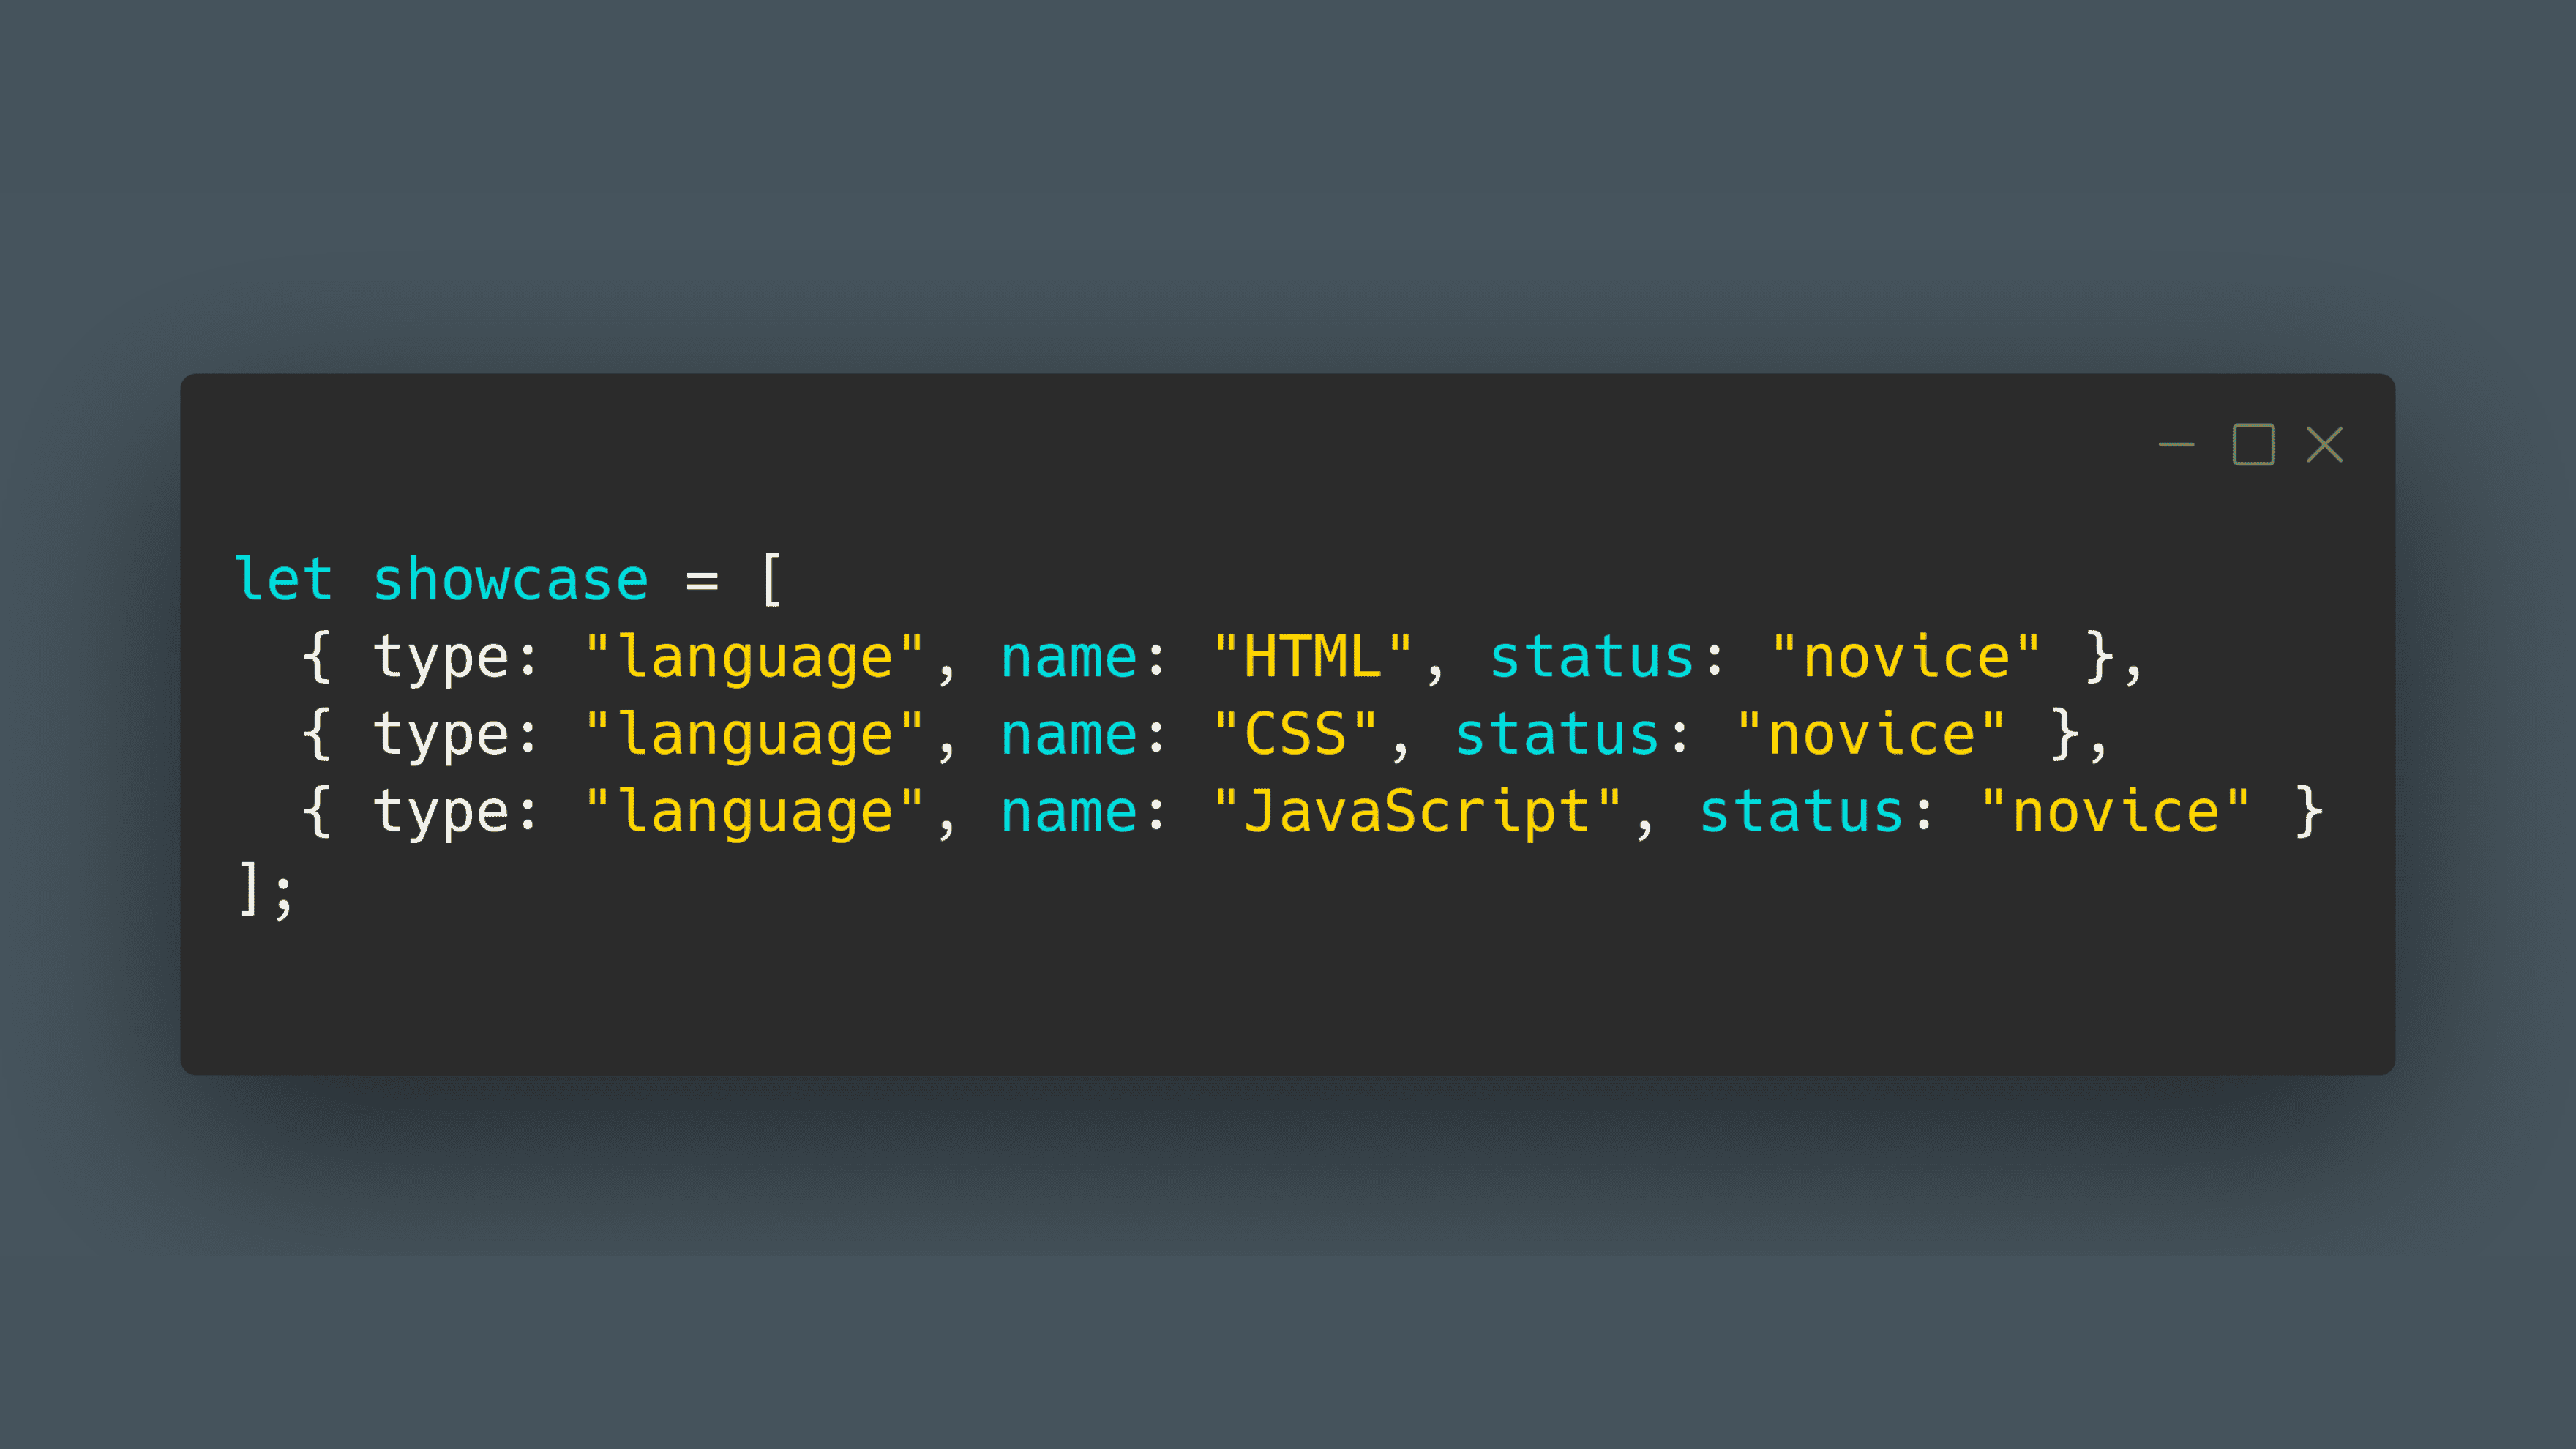 let showcase = [
  { type: "language", name: "HTML", status: "novice" },
  { type: "language", name: "CSS", status: "novice" },
  { type: "language", name: "JavaScript", status: "novice" }
];